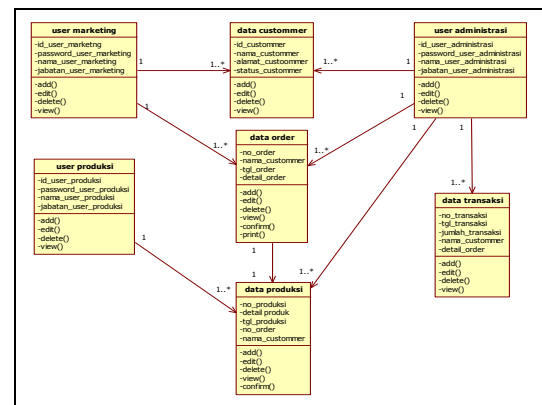 user marketing
-id_user_marketng
-password_user_marketing
-nama_user_marketing
-jabatan_user_marketing
-add()
-edit()
-delete()
-view()
data custommer
-id_custommer
-nama_custommer
-alamat_custoommer
-status_custommer
-add()
-edit()
-delete()
-view()
user administrasi
-id_user_administrasi
-password_user_administrasi
-nama_user_administrasi
-jabatan_user_administrasi
-add()
-edit()
-delete()
-view()
1
1..*
1..*
1
1
1..*
1
1..*
1
1..*
1
1..*
data order
-no_order
-nama_custommer
-tgl_order
-detail_order
-add()
-edit()
-delete()
-view()
-confirm()
-print()
user produksi
-id_user_produksi
-password_user_produksi
-nama_user_produksi
-jabatan_user_produksi
-add()
-edit()
-delete()
-view()
data transaksi
-no_transaksi
-tgl_transaksi
-jumlah_transaksi
-nama_custommer
-detail_order
-add()
-edit()
-delete()
-view()
1
1..*
1
1
data produksi
-no_produksi
-detail produk
-tgl_produksi
-no_order
-nama_custommer
-add()
-edit()
-delete()
-view()
-confirm()